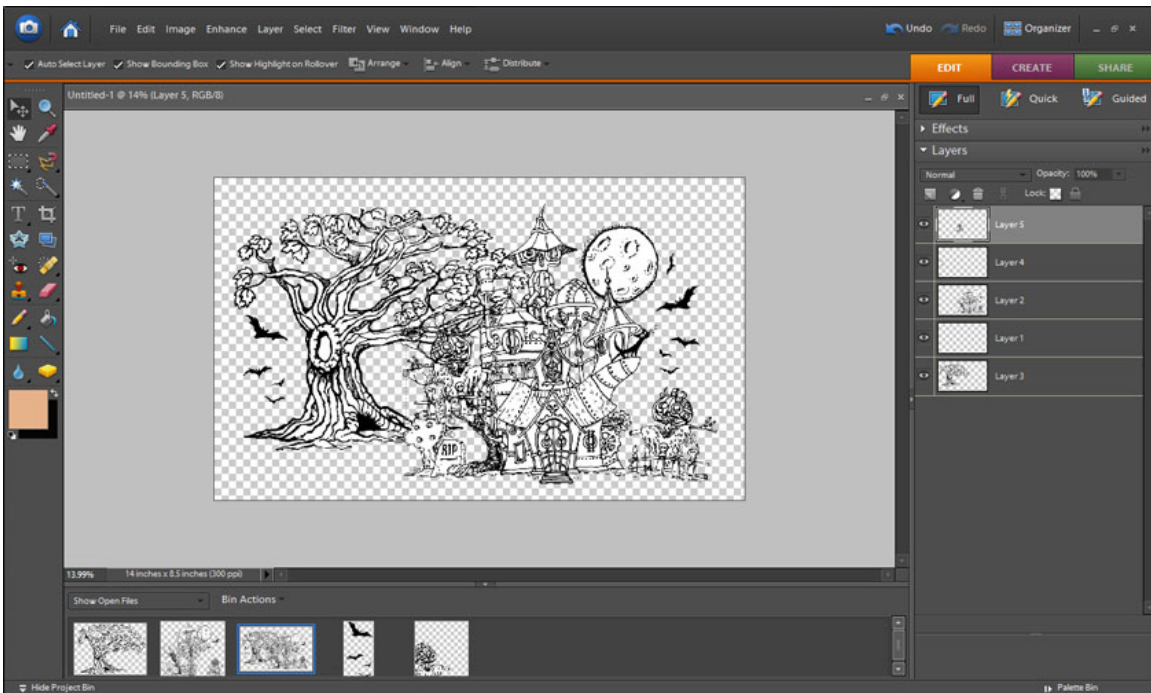 File Edit Image Enhance Layer Select Filter View Window Help
Undo Redo Organizer
Auto Select Layer Show Bounding Box Show Highlight on Rollover Arrange Align Distribute
EDIT CREATE SHARE
Untitled-1 @ 14% (Layer 5, RGB/8)
Full Quick Guided
Effects
Layers
Normal Opacity: 100%
Lock:
Layer 5
Layer 4
Layer 2
Layer 1
Layer 3
T
RIP
13.99% 14 inches x 8.5 inches (300 ppi)
Show Open Files Bin Actions
Hide Project Bin
Palette Bin